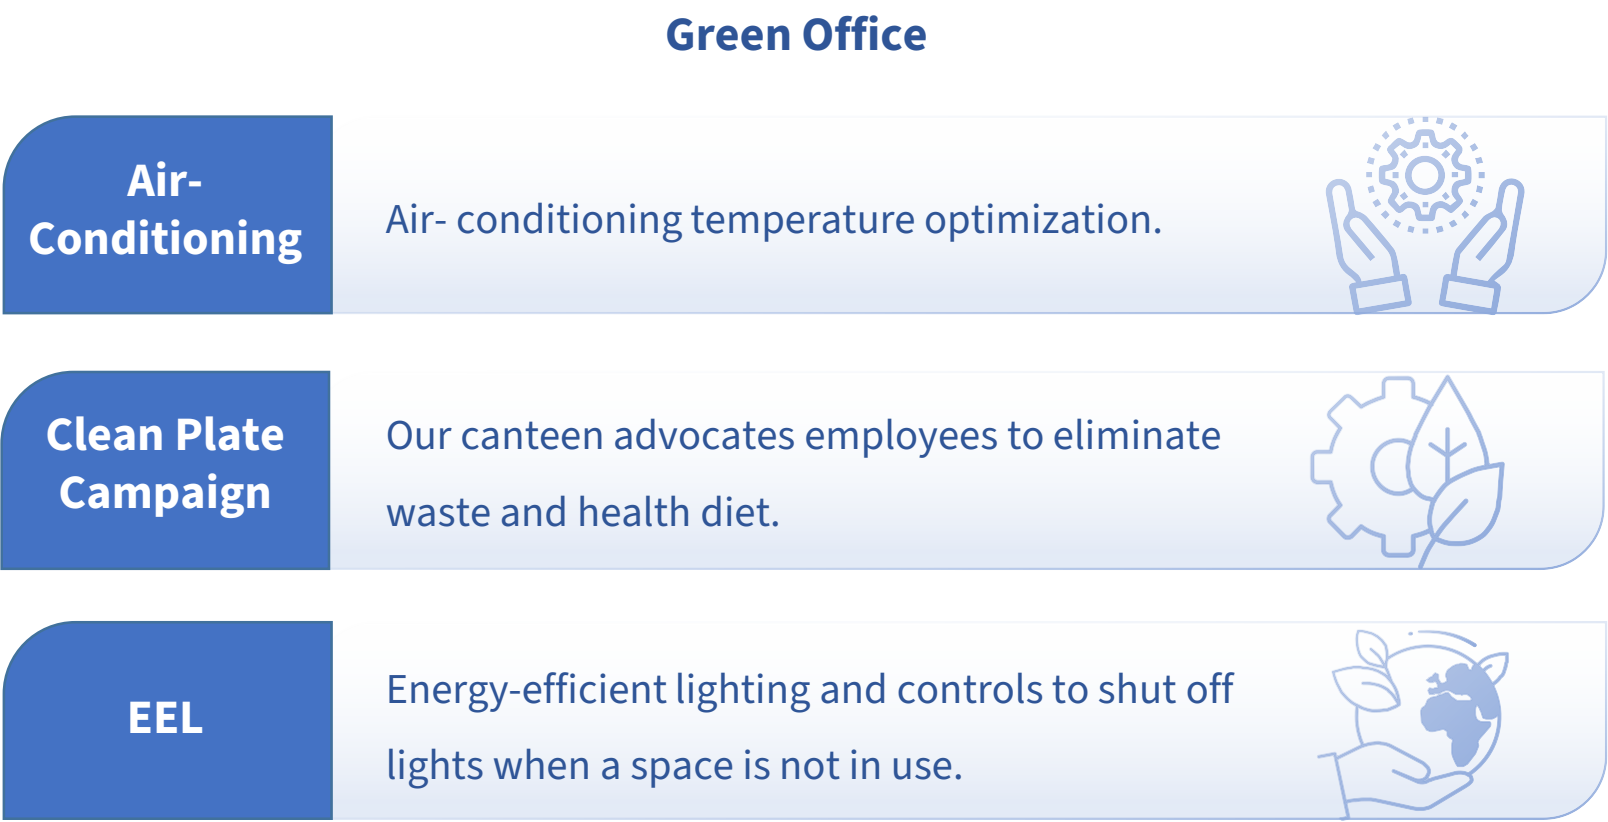 Green Office
Air-
Conditioning
Air- conditioning temperature optimization.
Clean Plate
Campaign
Our canteen advocates employees to eliminate
waste and health diet.
EEL
Energy-efficient lighting and controls to shut off
lights when a space is not in use.